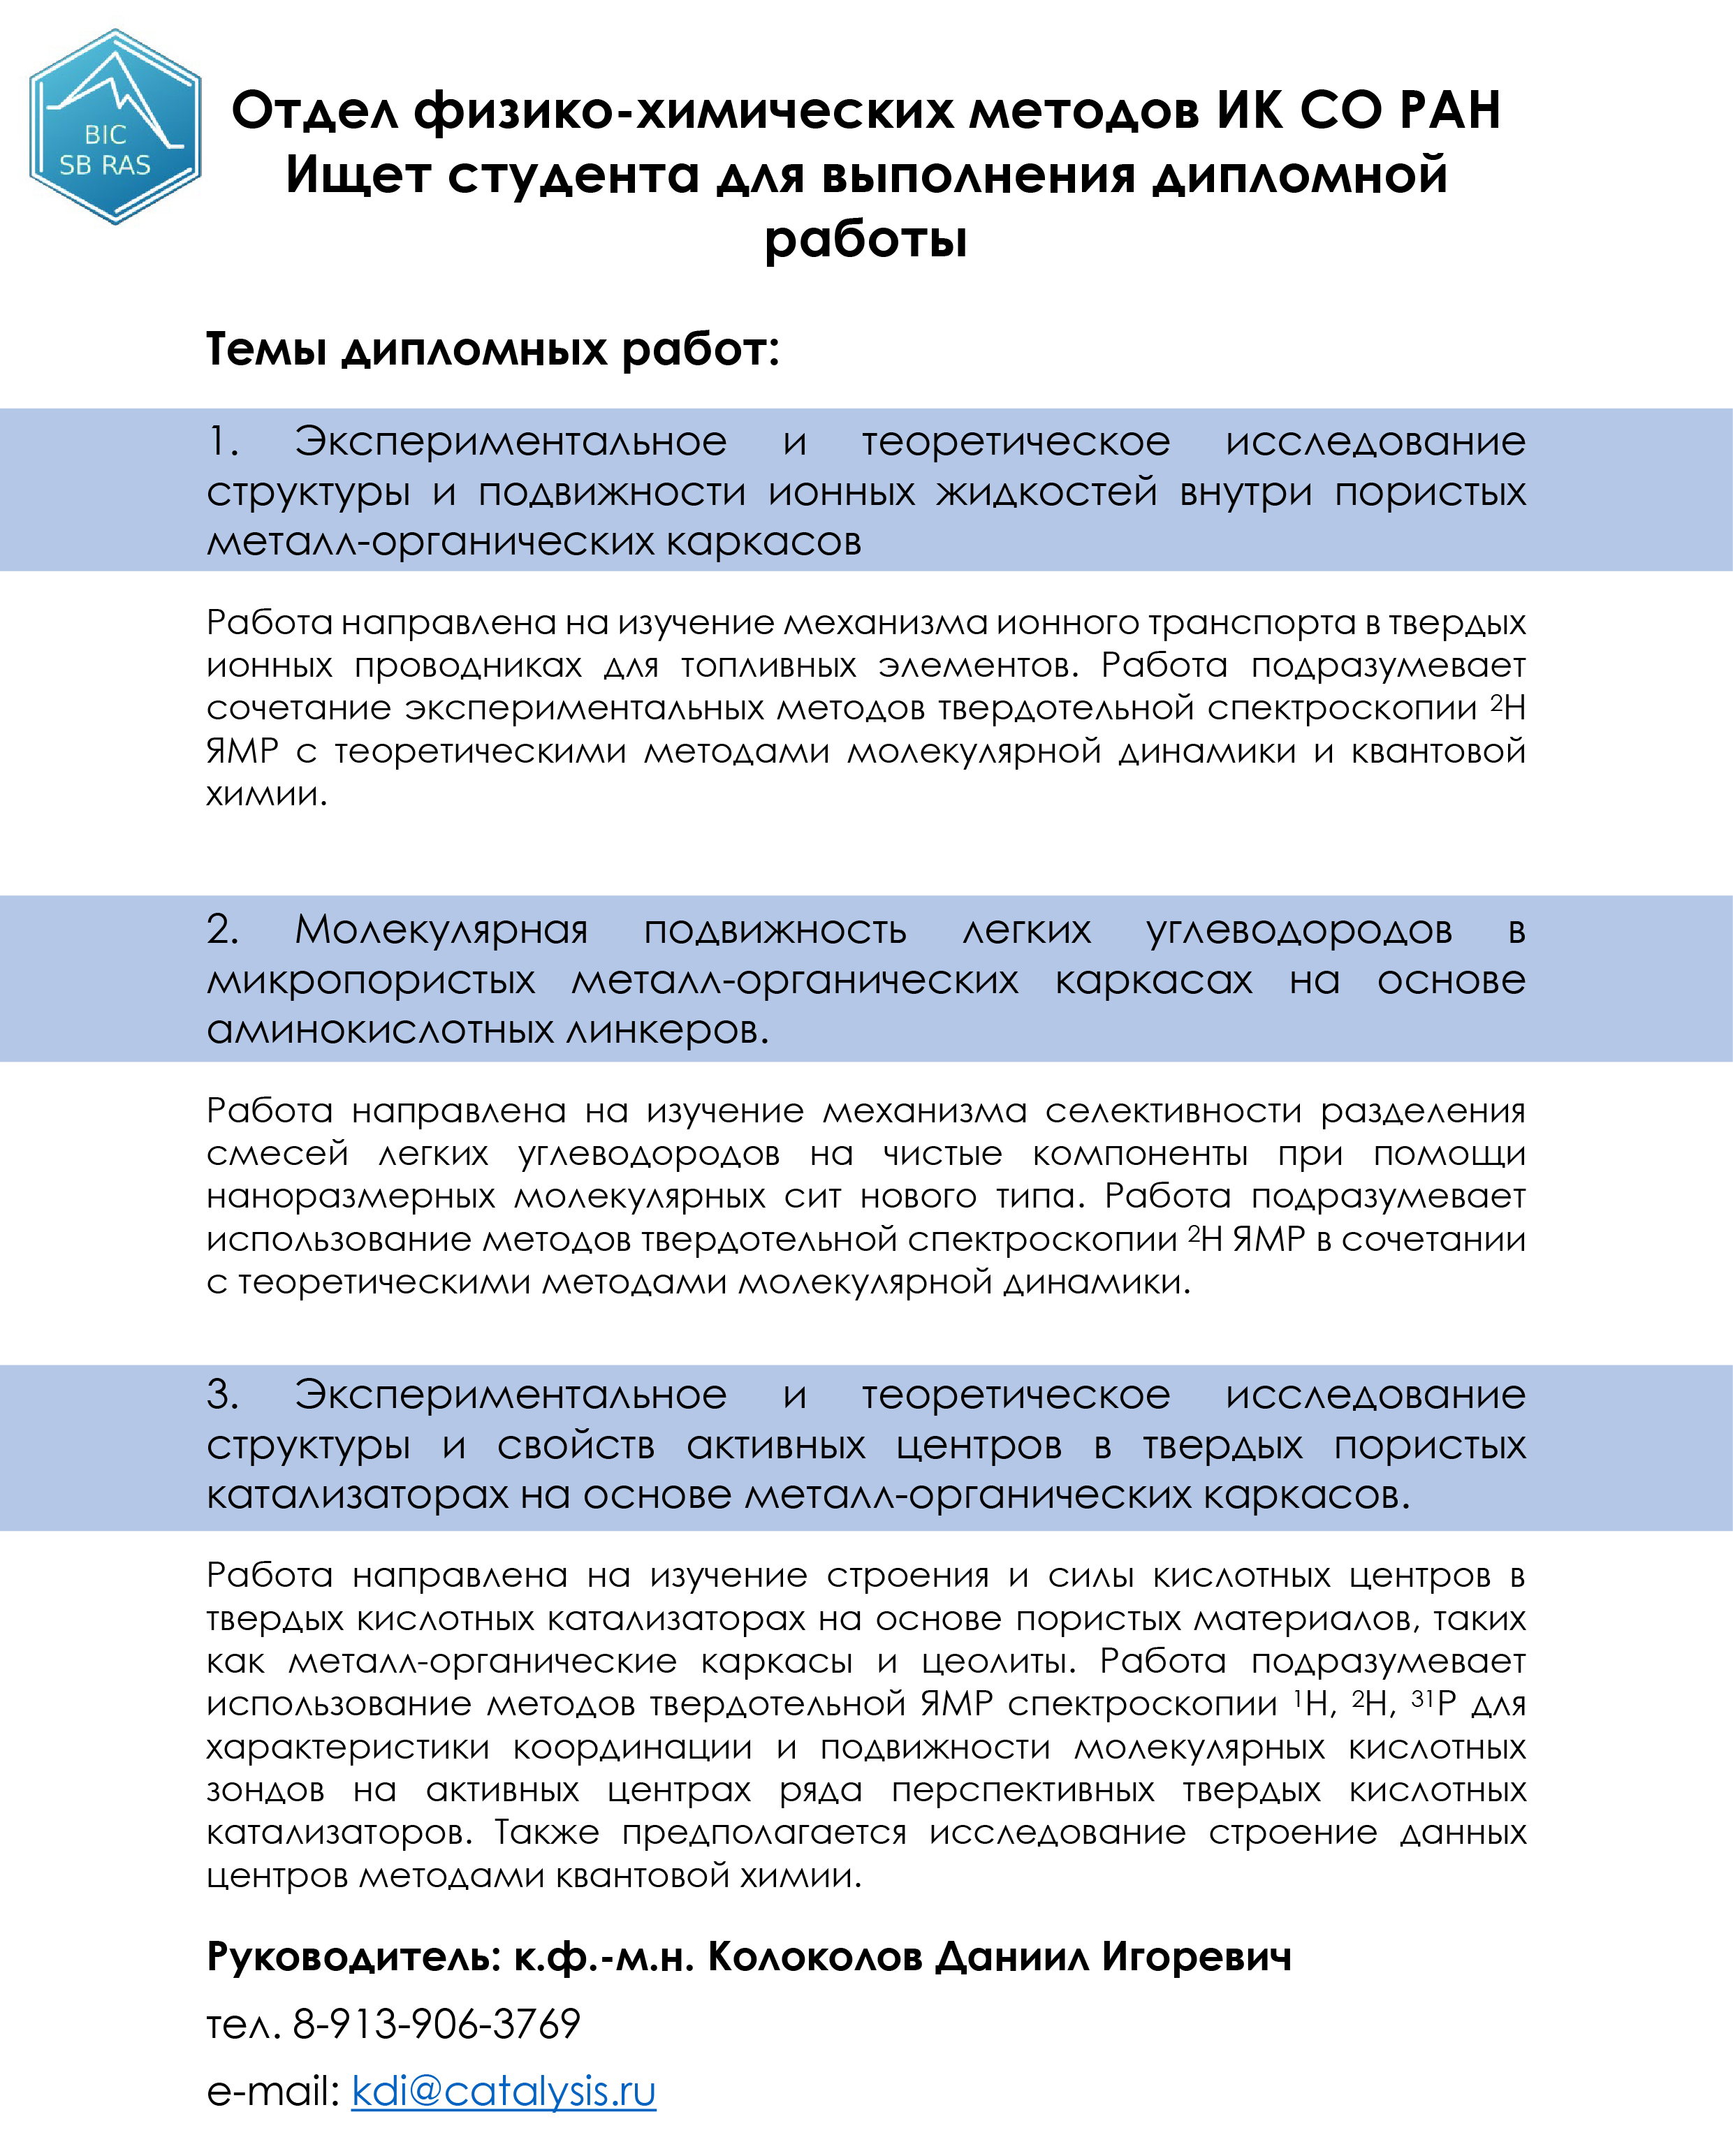 BIC
SB RAS
Отдел физико-химических методов ИК СО РАН
Ищет студента для выполнения дипломной
работы
Темы дипломных работ:
1. Экспериментальное и теоретическое исследование
структуры и подвижности ионных жидкостей внутри пористых
металл-органических каркасов
Работа направлена на изучение механизма ионного транспорта в твердых
ионных проводниках для топливных элементов. Работа подразумевает
сочетание экспериментальных методов твердотельной спектроскопии ²H
ЯМР с теоретическими методами молекулярной динамики и квантовой
химии.
2. Молекулярная подвижность легких углеводородов в
микропористых металл-органических каркасах на основе
аминокислотных линкеров.
Работа направлена на изучение механизма селективности разделения
смесей легких углеводородов на чистые компоненты при помощи
наноразмерных молекулярных сит нового типа. Работа подразумевает
использование методов твердотельной спектроскопии ²H ЯМР в сочетании
с теоретическими методами молекулярной динамики.
3. Экспериментальное и теоретическое исследование
структуры и свойств активных центров в твердых пористых
катализаторах на основе металл-органических каркасов.
Работа направлена на изучение строения и силы кислотных центров в
твердых кислотных катализаторах на основе пористых материалов, таких
как металл-органические каркасы и цеолиты. Работа подразумевает
использование методов твердотельной ЯМР спектроскопии ¹H, ²H, ³¹P для
характеристики координации и подвижности молекулярных кислотных
зондов на активных центрах ряда перспективных твердых кислотных
катализаторов. Также предполагается исследование строение данных
центров методами квантовой химии.
Руководитель: к.ф.-м.н. Колоколов Даниил Игоревич
тел. 8-913-906-3769
e-mail: kdi@catalysis.ru